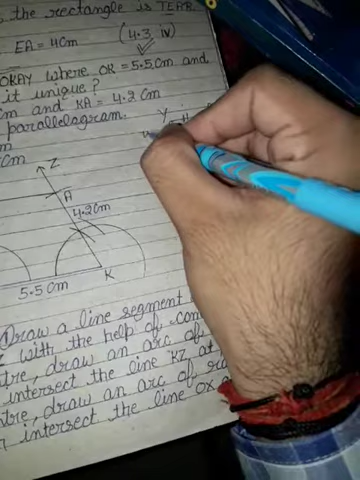 the rectangle is TEAR.
EA = 4cm (4.3 iv)
OKAY where OK = 5.5cm and
it unique?
cm and KA = 4.2 cm
parallelogram.
cm
Y
Z
A
4.2cm
K
5.5cm
Draw a line segment
with the help of
draw an arc of
intersect the line KZ, at
draw an arc of
intersect the line OX